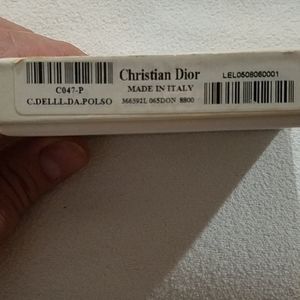 C047-P
C.DELLL.DA.POLSO
Christian Dior
MADE IN ITALY
366592L 065DON 8800
LEL0508060001